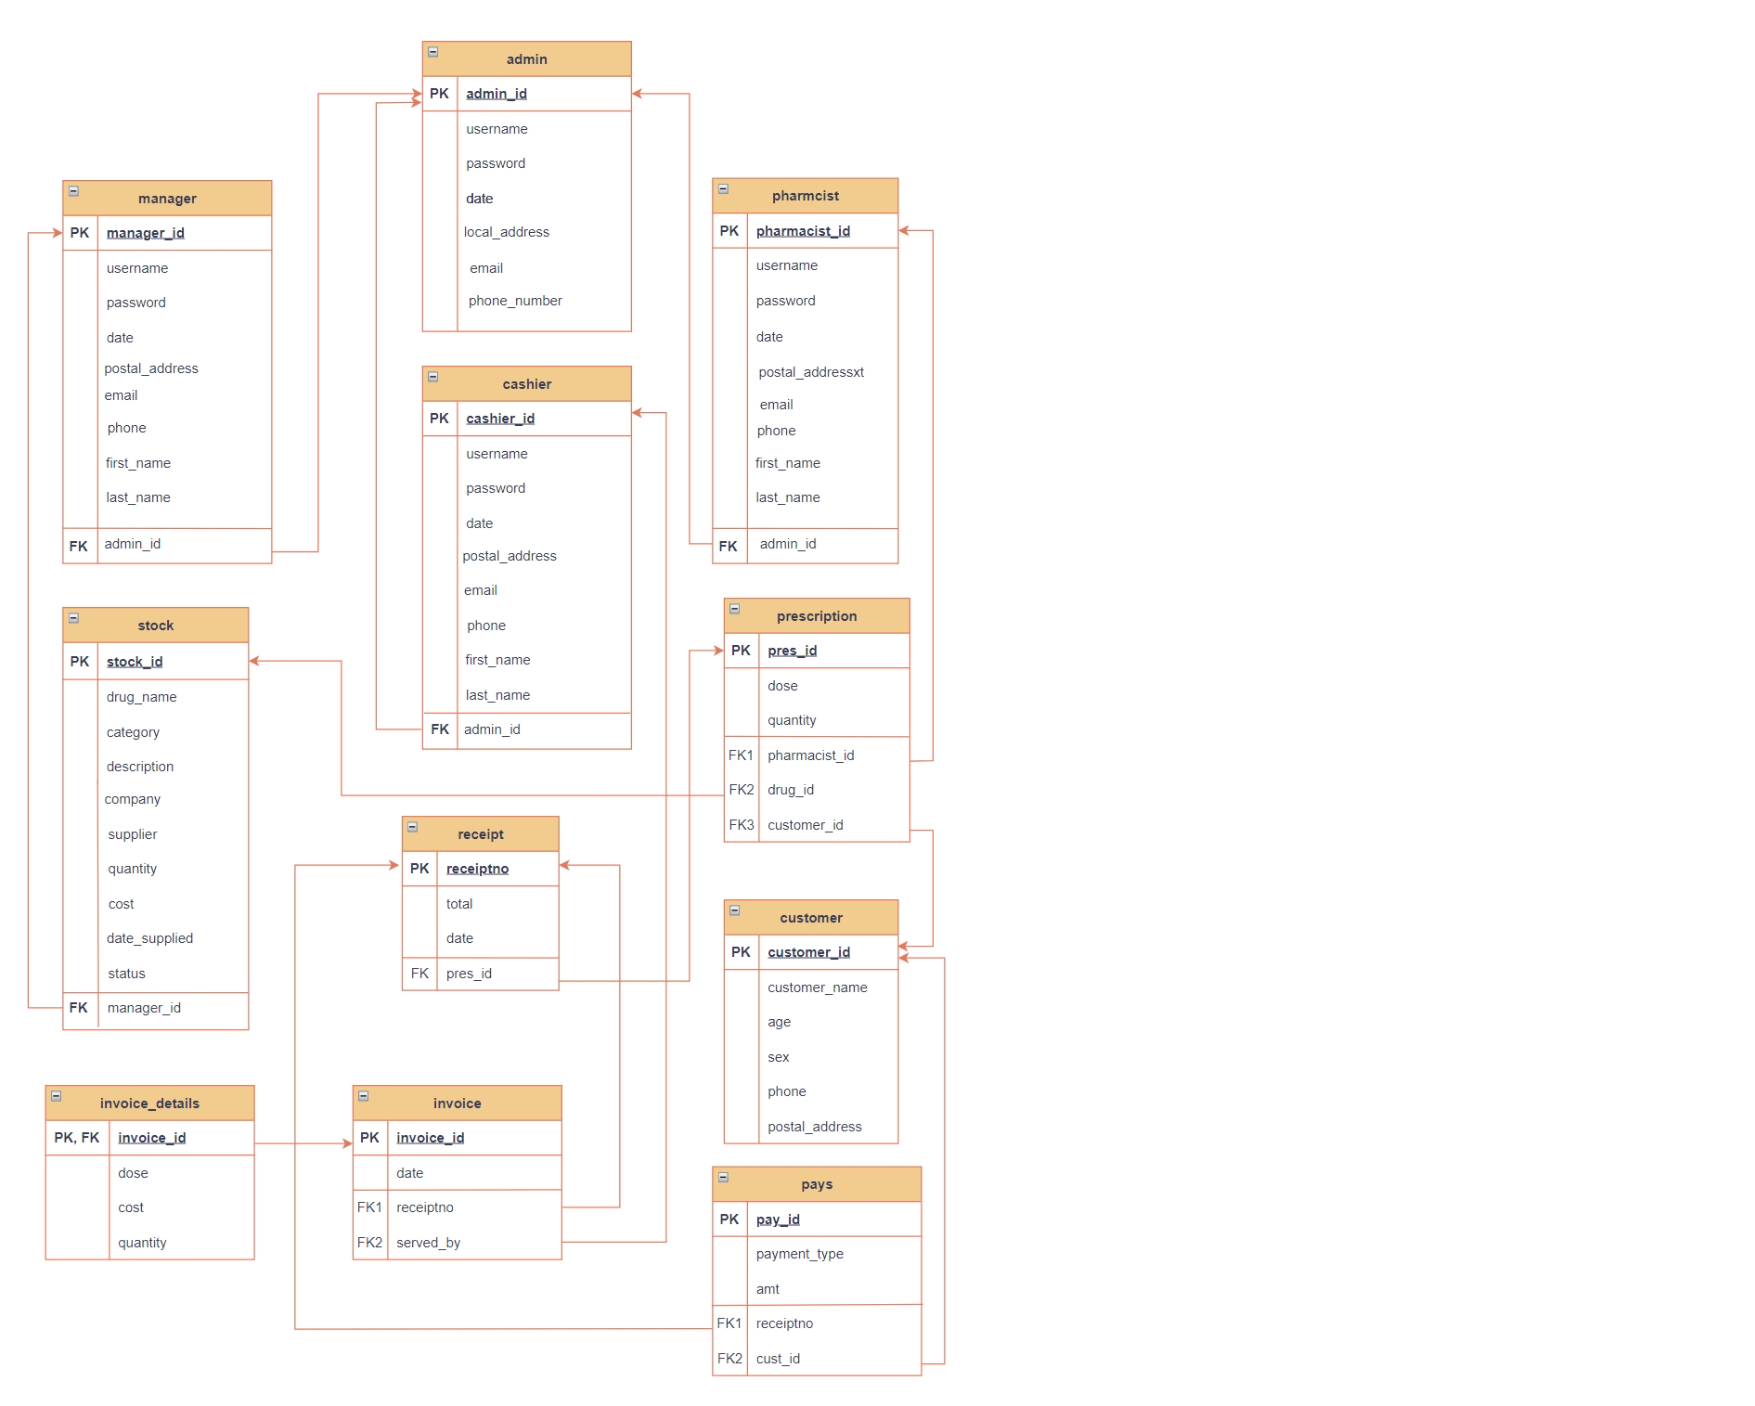 admin
PK admin_id
username
password
date
local_address
email
phone_number
manager
PK manager_id
username
password
date
postal_address
email
phone
first_name
last_name
FK admin_id
pharmcist
PK pharmacist_id
username
password
date
postal_addressxt
email
phone
first_name
last_name
FK admin_id
cashier
PK cashier_id
username
password
date
postal_address
email
phone
first_name
last_name
FK admin_id
stock
PK stock_id
drug_name
category
description
company
supplier
quantity
cost
date_supplied
status
FK manager_id
prescription
PK pres_id
dose
quantity
FK1 pharmacist_id
FK2 drug_id
FK3 customer_id
receipt
PK receiptno
total
date
FK pres_id
customer
PK customer_id
customer_name
age
sex
phone
postal_address
invoice_details
PK, FK invoice_id
dose
cost
quantity
invoice
PK invoice_id
date
FK1 receiptno
FK2 served_by
pays
PK pay_id
payment_type
amt
FK1 receiptno
FK2 cust_id